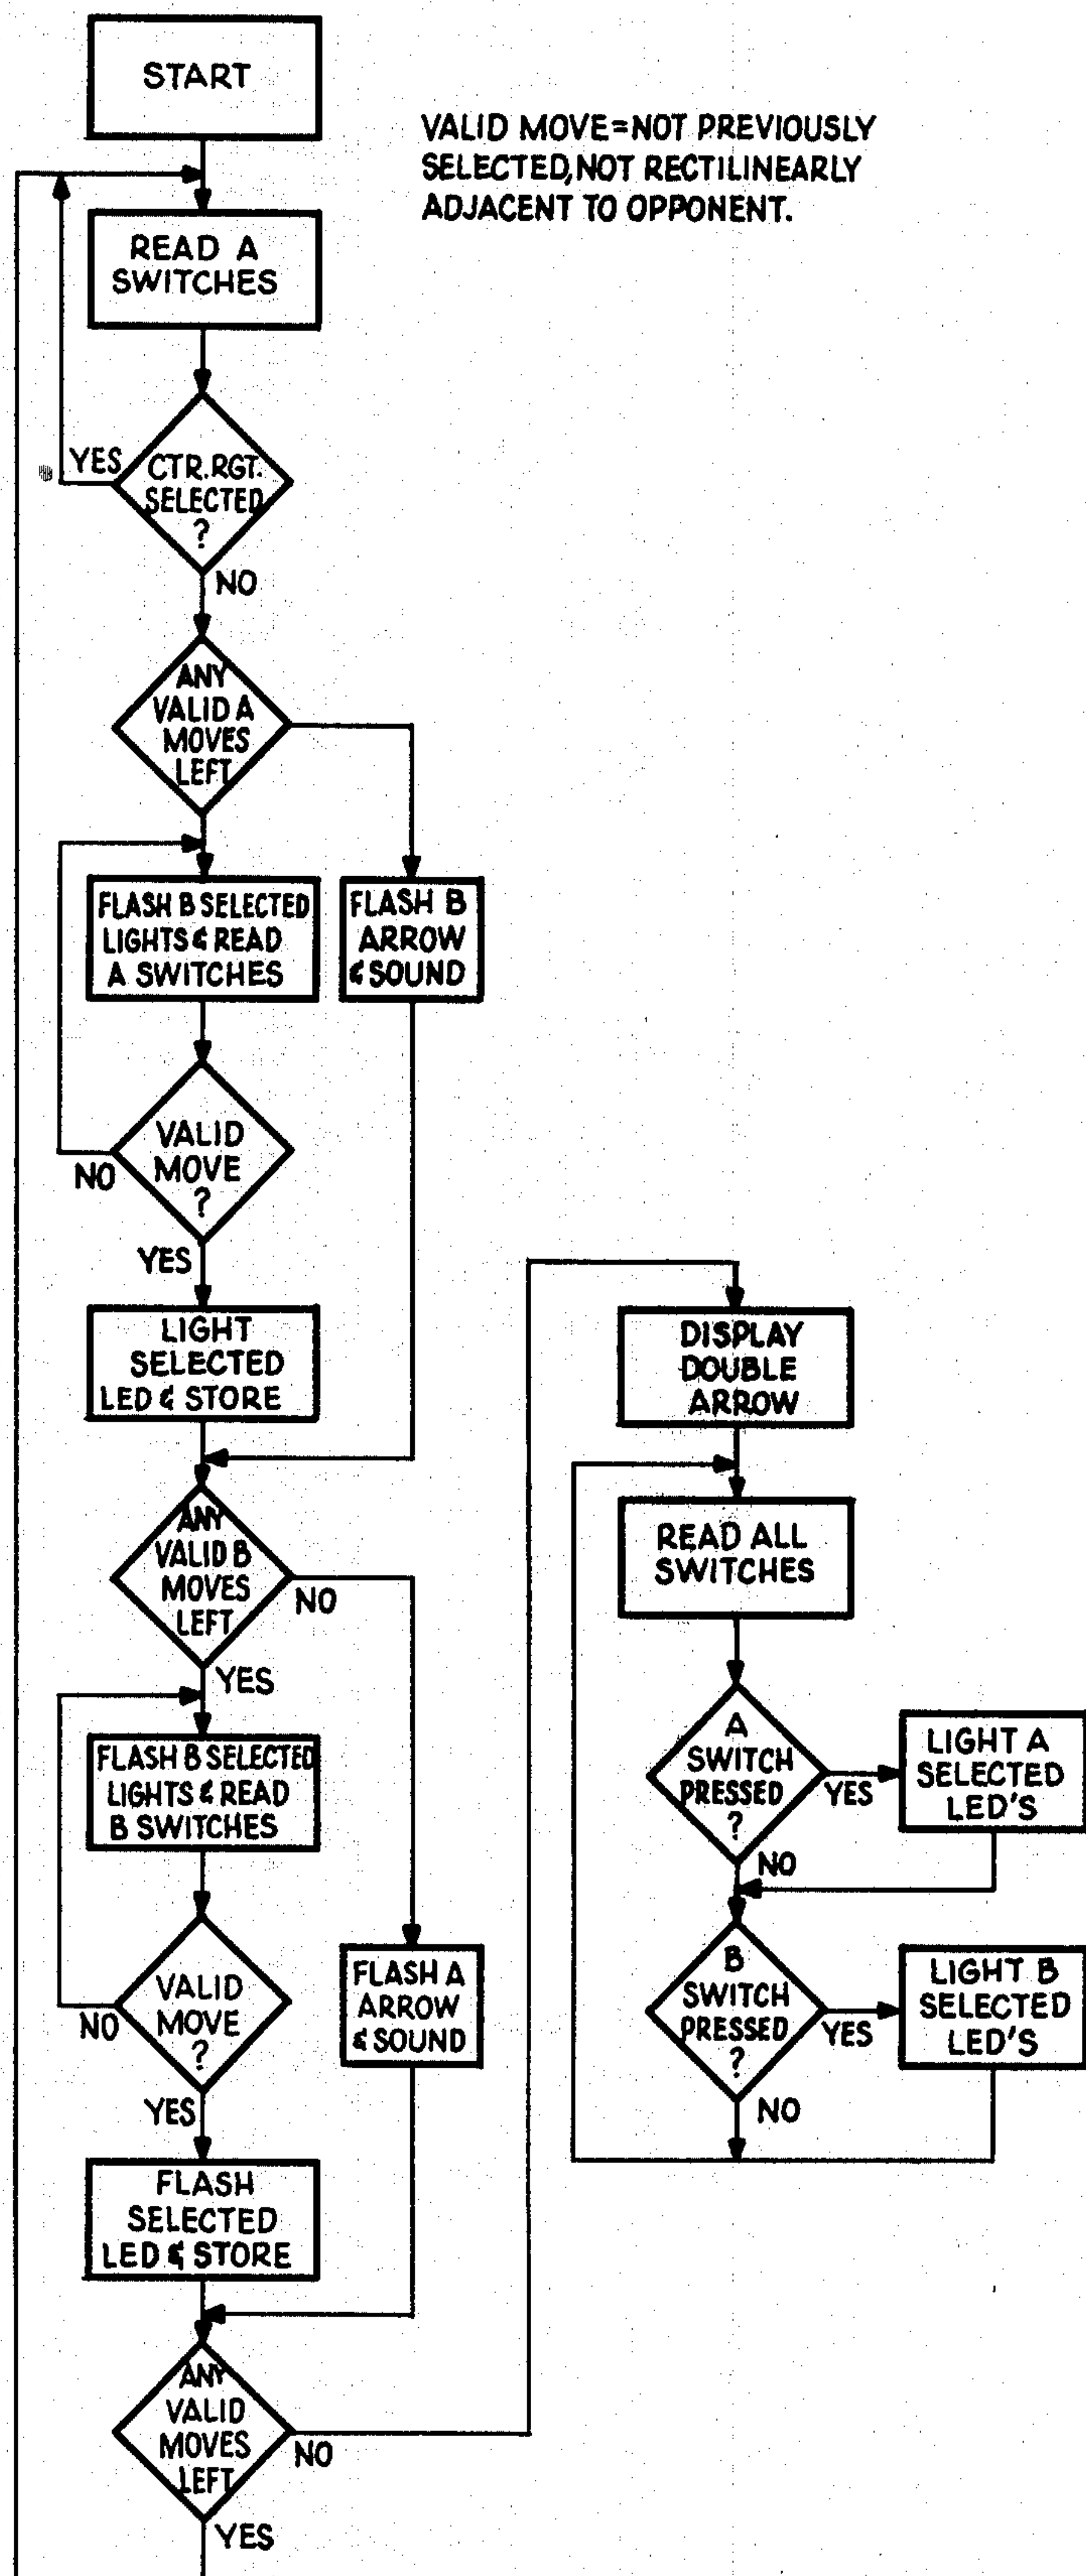 START
VALID MOVE=NOT PREVIOUSLY
SELECTED,NOT RECTILINEARLY
ADJACENT TO OPPONENT.
READ A
SWITCHES
YES
CTR.RGT.
SELECTED
?
NO
ANY
VALID A
MOVES
LEFT
FLASH B SELECTED
LIGHTS & READ
A SWITCHES
FLASH B
ARROW
& SOUND
VALID
MOVE
?
NO
YES
LIGHT
SELECTED
LED & STORE
ANY
VALID B
MOVES
LEFT
NO
YES
FLASH B SELECTED
LIGHTS & READ
B SWITCHES
VALID
MOVE
?
NO
YES
FLASH A
ARROW
& SOUND
FLASH
SELECTED
LED & STORE
ANY
VALID
MOVES
LEFT
NO
YES
DISPLAY
DOUBLE
ARROW
READ ALL
SWITCHES
A
SWITCH
PRESSED
?
YES
NO
LIGHT A
SELECTED
LED'S
B
SWITCH
PRESSED
?
YES
NO
LIGHT B
SELECTED
LED'S